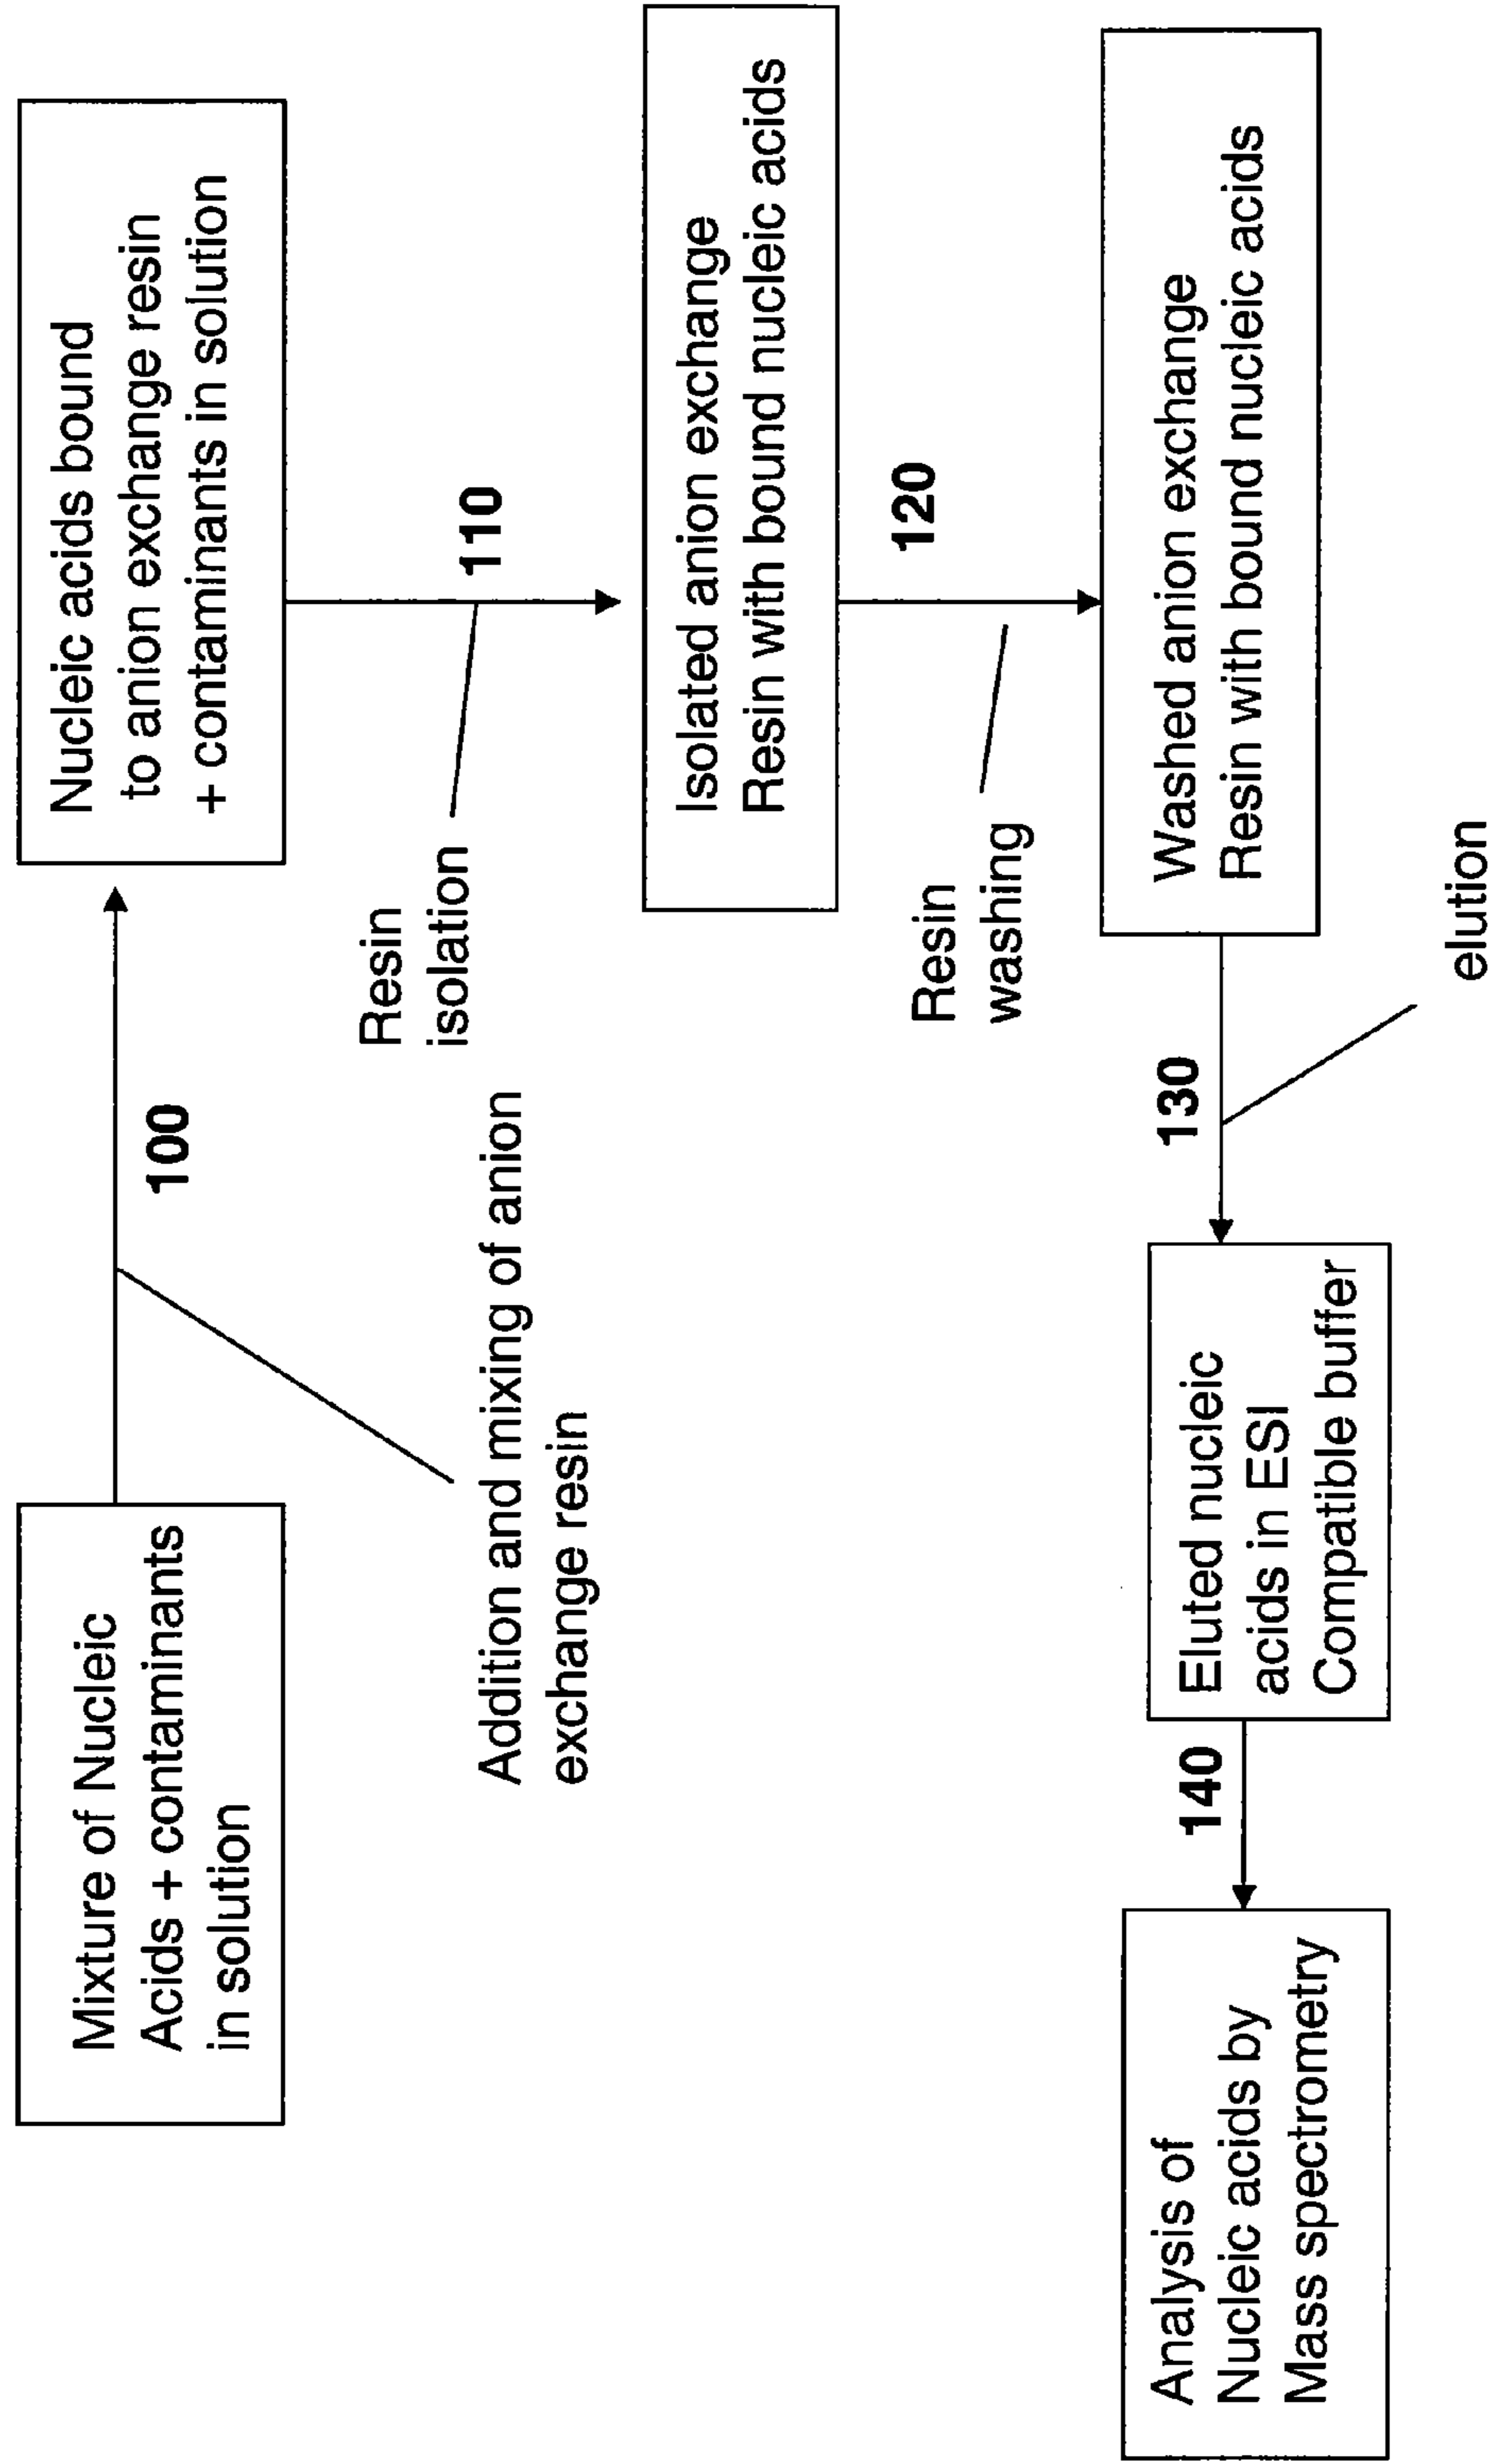 Mixture of Nucleic
Acids + contaminants
in solution
100
Addition and mixing of anion
exchange resin
Nucleic acids bound
to anion exchange resin
+ contaminants in solution
Resin
isolation
110
Isolated anion exchange
Resin with bound nucleic acids
Resin
washing
120
Washed anion exchange
Resin with bound nucleic acids
130
elution
Eluted nucleic
acids in ESI
Compatible buffer
140
Analysis of
Nucleic acids by
Mass spectrometry